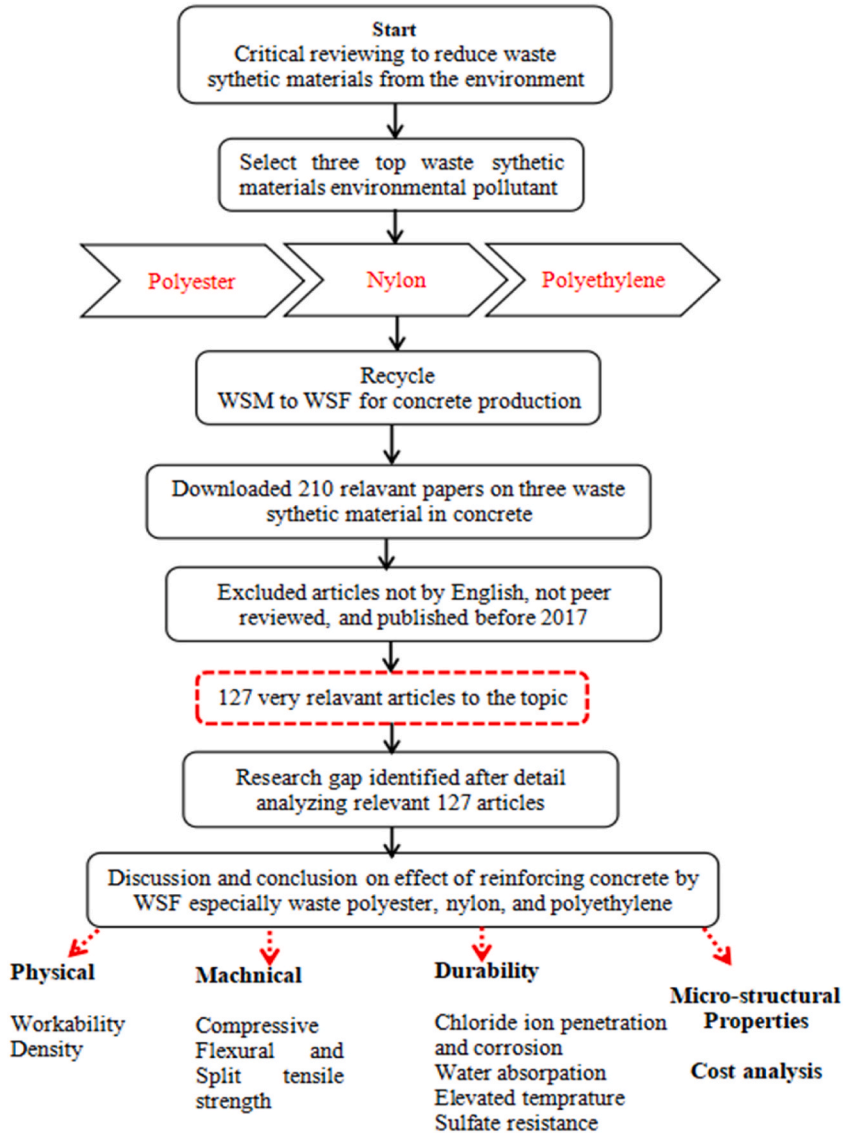 Start
Critical reviewing to reduce waste
sythetic materials from the environment
Select three top waste sythetic
materials environmental pollutant
Polyester
Nylon
Polyethylene
Recycle
WSM to WSF for concrete production
Downloaded 210 relavant papers on three waste
sythetic material in concrete
Excluded articles not by English, not peer
reviewed, and published before 2017
127 very relavant articles to the topic
Research gap identified after detail
analyzing relevant 127 articles
Discussion and conclusion on effect of reinforcing concrete by
WSF especially waste polyester, nylon, and polyethylene
Physical
Workability
Density
Machnical
Compressive
Flexural and
Split tensile
strength
Durability
Chloride ion penetration
and corrosion
Water absorpation
Elevated temprature
Sulfate resistance
Micro-structural
Properties
Cost analysis